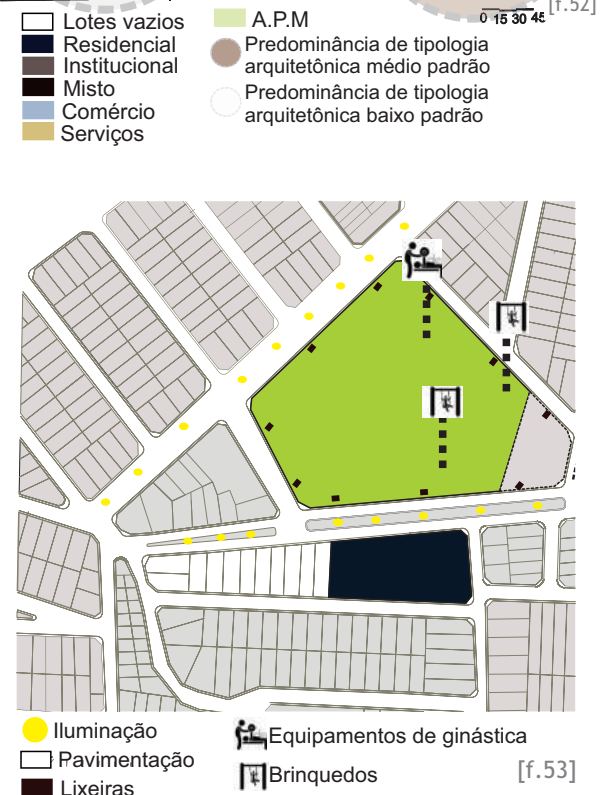 Lotes vazios
Residencial
Institucional
Misto
Comércio
Serviços
A.P.M
Predominância de tipologia
arquitetônica médio padrão
Predominância de tipologia
arquitetônica baixo padrão
0 15 30 45
[f.52]
Iluminação
Pavimentação
Lixeiras
Equipamentos de ginástica
Brinquedos
[f.53]